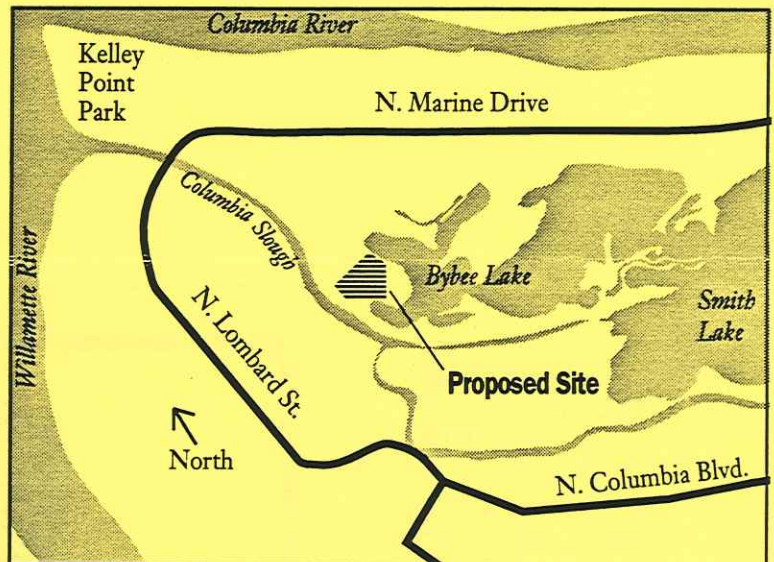 Columbia River
Kelley
Point
Park
N. Marine Drive
Columbia Slough
Willamette River
Bybee Lake
Smith
Lake
N. Lombard St.
Proposed Site
North
N. Columbia Blvd.